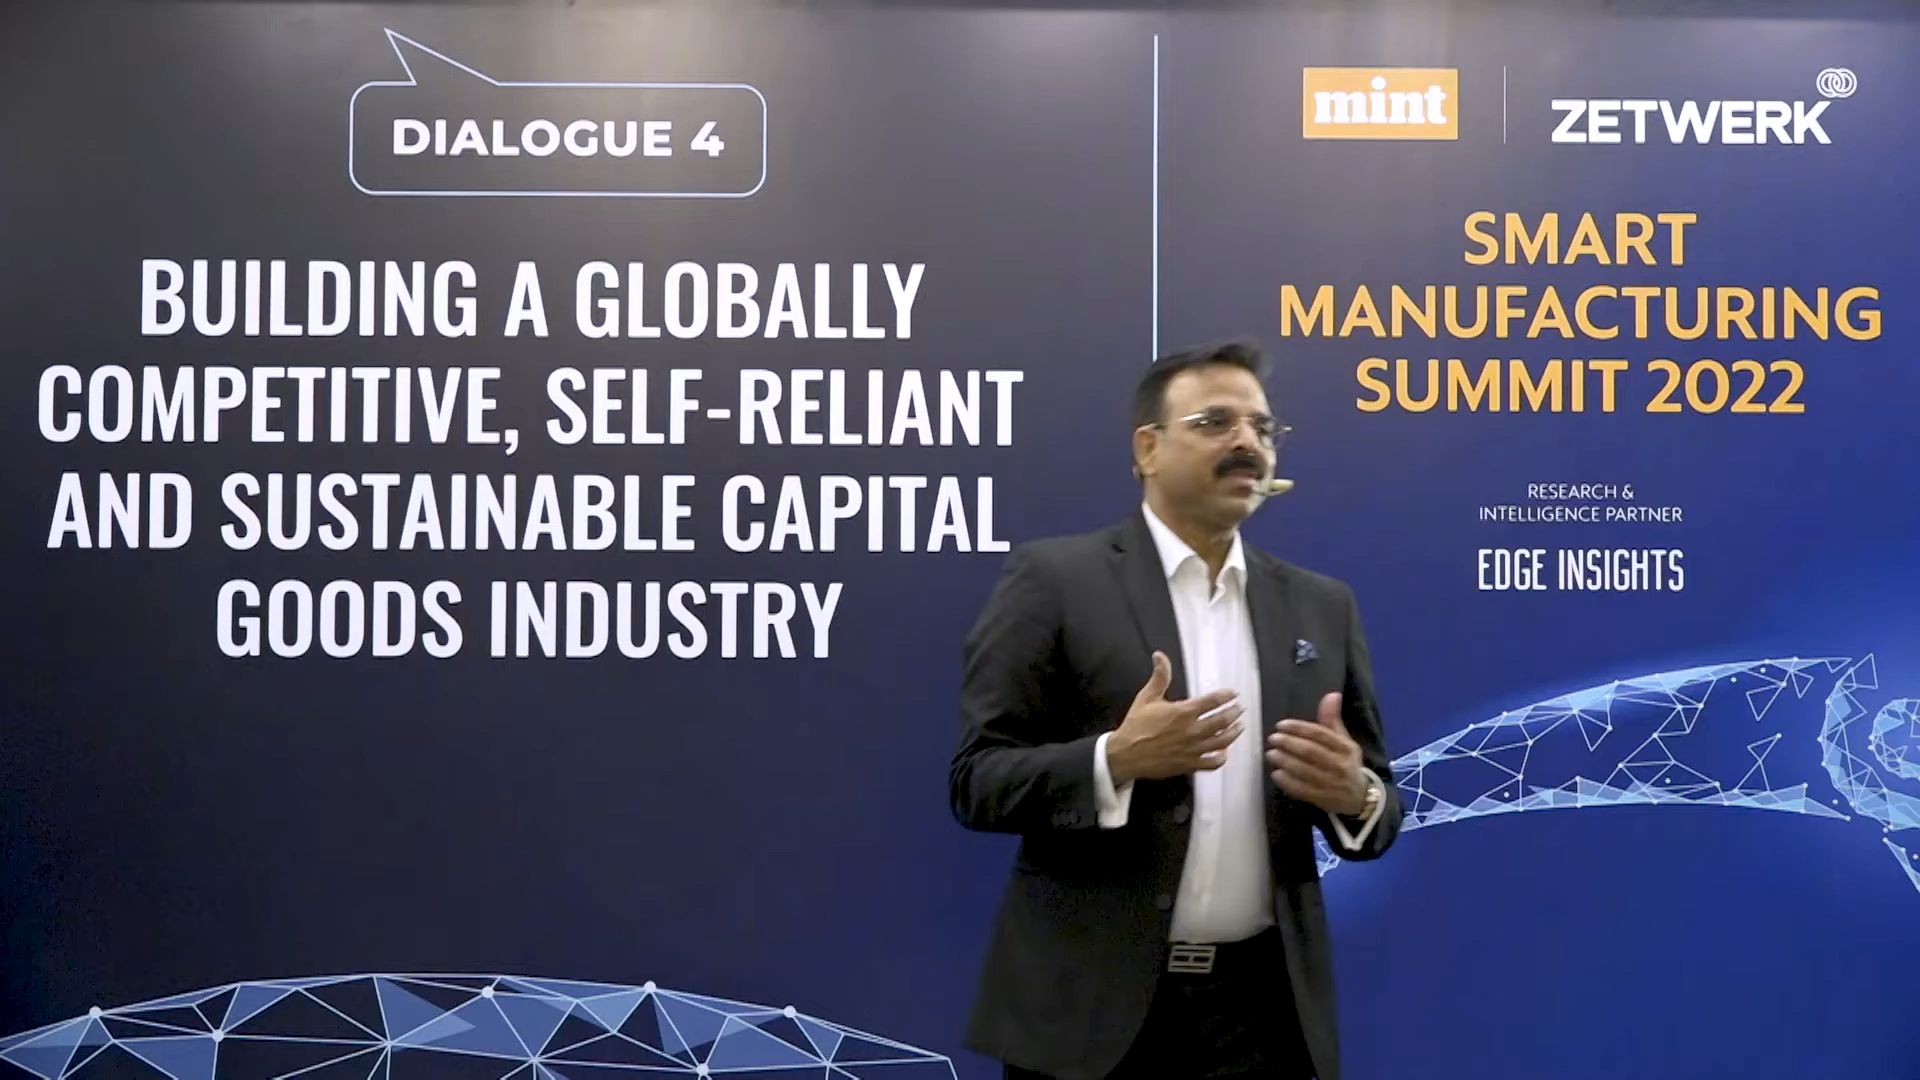 DIALOGUE 4
BUILDING A GLOBALLY
COMPETITIVE, SELF-RELIANT
AND SUSTAINABLE CAPITAL
GOODS INDUSTRY
mint
ZETWERK
SMART
MANUFACTURING
SUMMIT 2022
RESEARCH &
INTELLIGENCE PARTNER
EDGE INSIGHTS